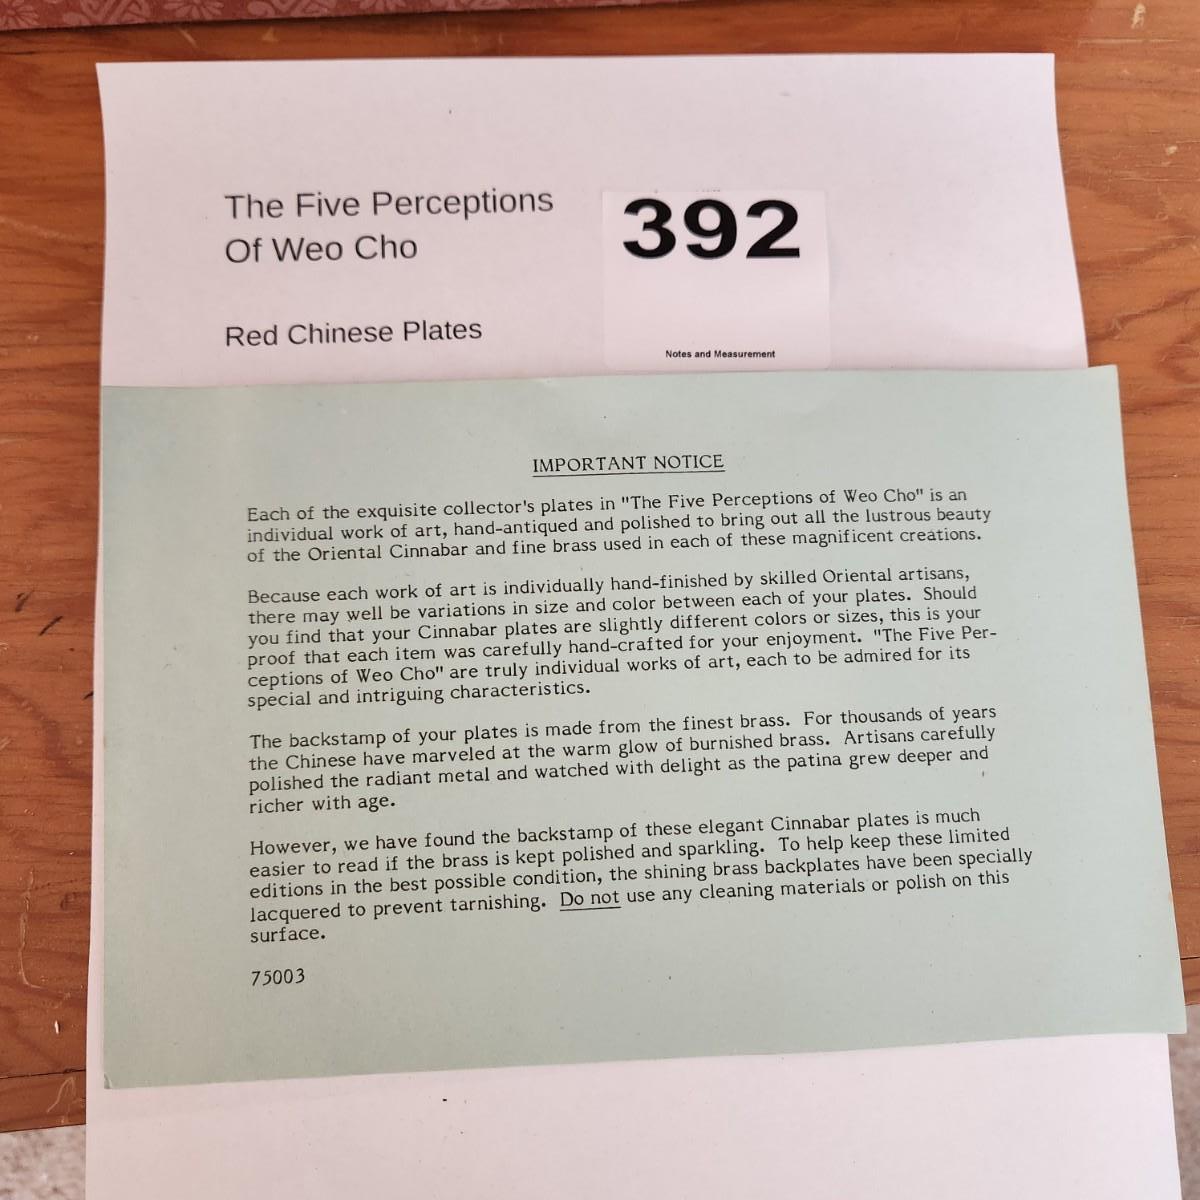 The Five Perceptions
Of Weo Cho
Red Chinese Plates
392
Notes and Measurement
IMPORTANT NOTICE
Each of the exquisite collector's plates in "The Five Perceptions of Weo Cho" is an
individual work of art, hand-antiqued and polished to bring out all the lustrous beauty
of the Oriental Cinnabar and fine brass used in each of these magnificent creations.
Because each work of art is individually hand-finished by skilled Oriental artisans,
there may well be variations in size and color between each of your plates. Should
you find that your Cinnabar plates are slightly different colors or sizes, this is your
proof that each item was carefully hand-crafted for your enjoyment. "The Five Per-
ceptions of Weo Cho" are truly individual works of art, each to be admired for its
special and intriguing characteristics.
The backstamp of your plates is made from the finest brass. For thousands of years
the Chinese have marveled at the warm glow of burnished brass. Artisans carefully
polished the radiant metal and watched with delight as the patina grew deeper and
richer with age.
However, we have found the backstamp of these elegant Cinnabar plates is much
easier to read if the brass is kept polished and sparkling. To help keep these limited
editions in the best possible condition, the shining brass backplates have been specially
lacquered to prevent tarnishing. Do not use any cleaning materials or polish on this
surface.
75003